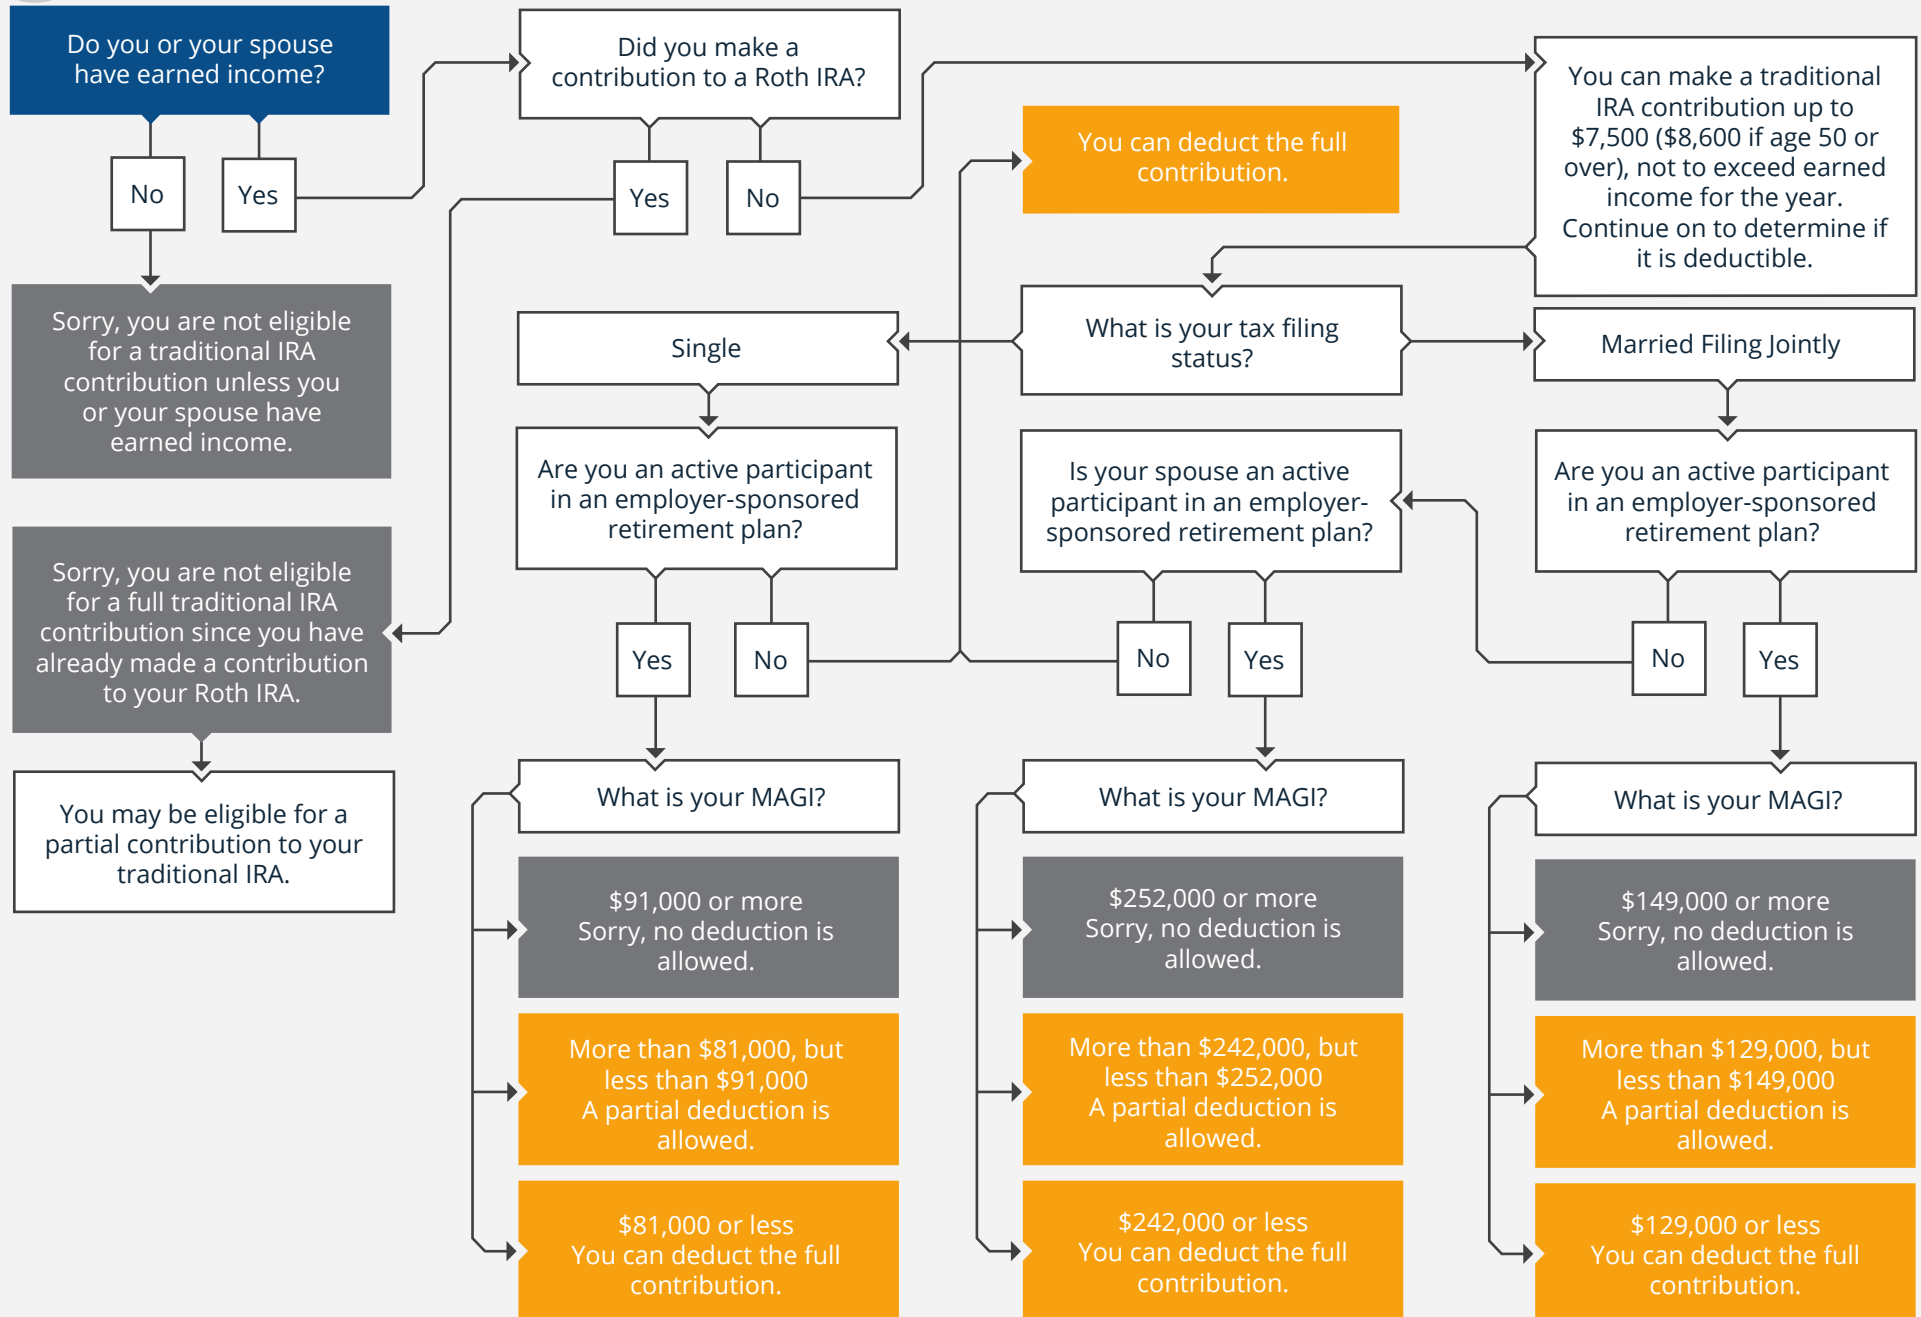 Do you or your spouse
have earned income?
No
Yes
Sorry, you are not eligible
for a traditional IRA
contribution unless you
or your spouse have
earned income.
Did you make a
contribution to a Roth IRA?
Yes
No
Sorry, you are not eligible
for a full traditional IRA
contribution since you have
already made a contribution
to your Roth IRA.
You may be eligible for a
partial contribution to your
traditional IRA.
You can make a traditional
IRA contribution up to
$7,500 ($8,600 if age 50 or
over), not to exceed earned
income for the year.
Continue on to determine if
it is deductible.
You can deduct the full
contribution.
What is your tax filing
status?
Single
Married Filing Jointly
Are you an active participant
in an employer-sponsored
retirement plan?
Yes
No
Is your spouse an active
participant in an employer-
sponsored retirement plan?
No
Yes
Are you an active participant
in an employer-sponsored
retirement plan?
No
Yes
What is your MAGI?
$91,000 or more
Sorry, no deduction is
allowed.
More than $81,000, but
less than $91,000
A partial deduction is
allowed.
$81,000 or less
You can deduct the full
contribution.
What is your MAGI?
$252,000 or more
Sorry, no deduction is
allowed.
More than $242,000, but
less than $252,000
A partial deduction is
allowed.
$242,000 or less
You can deduct the full
contribution.
What is your MAGI?
$149,000 or more
Sorry, no deduction is
allowed.
More than $129,000, but
less than $149,000
A partial deduction is
allowed.
$129,000 or less
You can deduct the full
contribution.